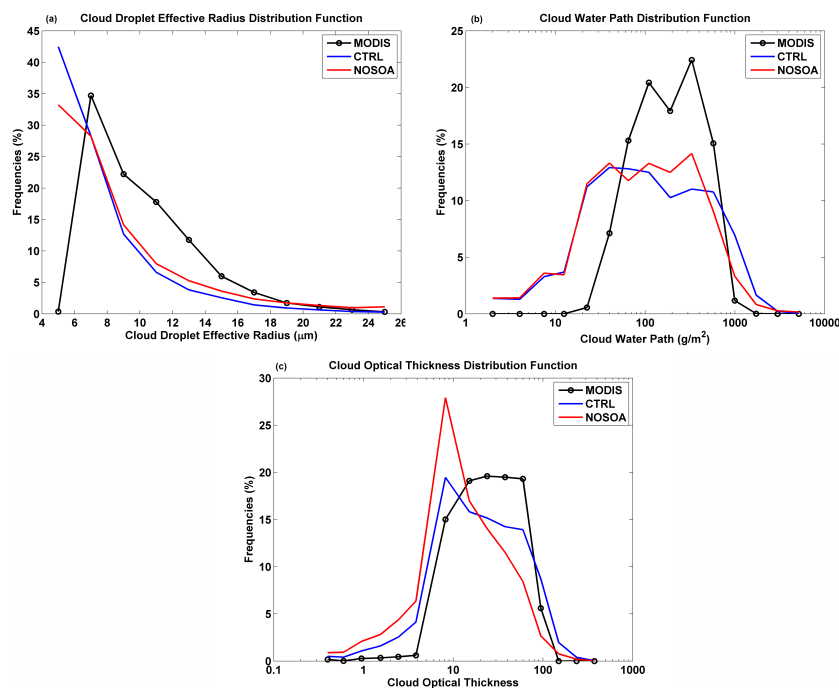 (a) Cloud Droplet Effective Radius Distribution Function
45
40
35
30
25
20
15
10
5
0
Frequencies (%)
MODIS
CTRL
NOSOA
4 6 8 10 12 14 16 18 20 22 24 26
Cloud Droplet Effective Radius (μm)
(b) Cloud Water Path Distribution Function
25
20
15
10
5
0
Frequencies (%)
MODIS
CTRL
NOSOA
1 10 100 1000 10000
Cloud Water Path (g/m²)
(c) Cloud Optical Thickness Distribution Function
30
25
20
15
10
5
0
Frequencies (%)
MODIS
CTRL
NOSOA
0.1 1 10 100 1000
Cloud Optical Thickness